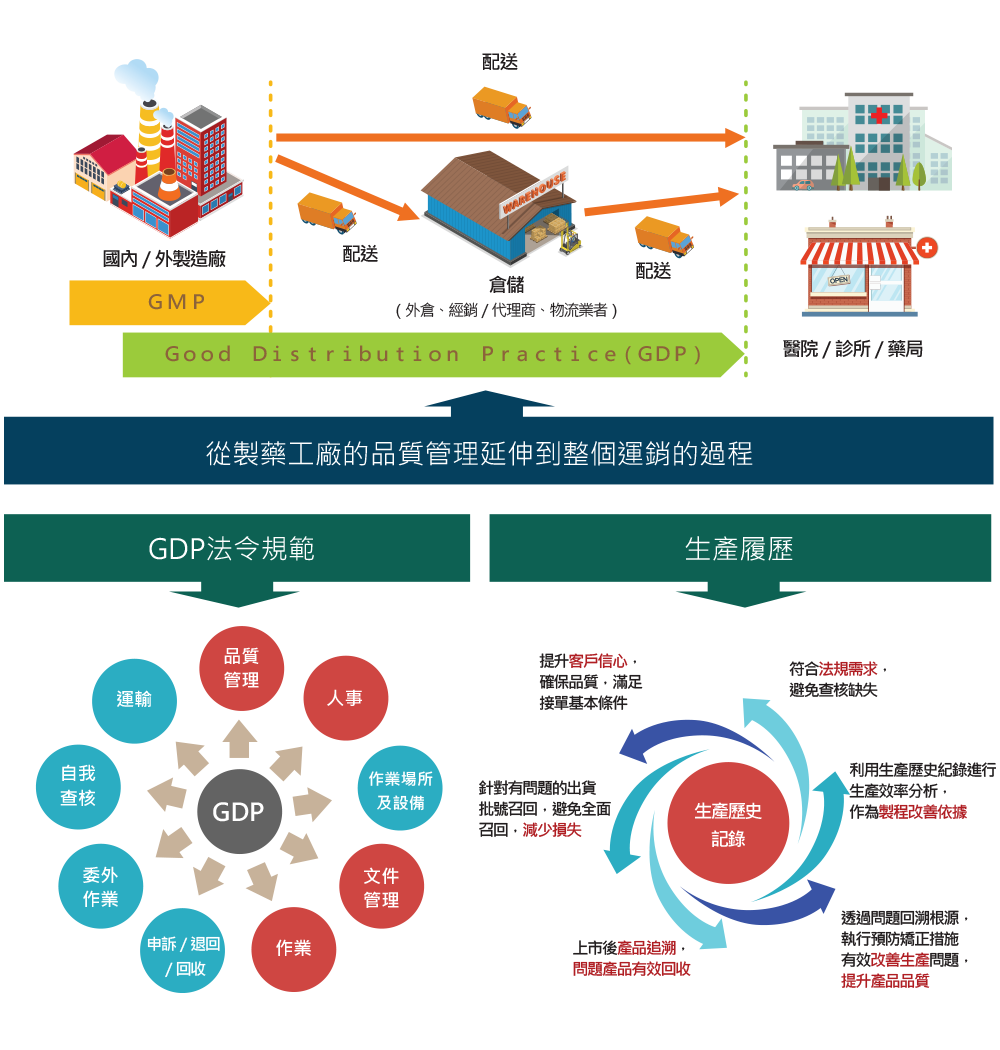 配送
WAREHOUSE
OPEN
配送
配送
國內 / 外製造廠
倉儲
( 外倉、經銷 / 代理商、物流業者 )
GMP
Good Distribution Practice(GDP)
醫院 / 診所 / 藥局
從製藥工廠的品質管理延伸到整個運銷的過程
GDP法令規範
品質
管理
人事
作業場所
及設備
文件
管理
作業
申訴 / 退回
/ 回收
委外
作業
自我
查核
運輸
GDP
生產履歷
提升客戶信心，
確保品質，滿足
接單基本條件
符合法規需求，
避免查核缺失
利用生產歷史紀錄進行
生產效率分析，
作為製程改善依據
透過問題回溯根源，
執行預防矯正措施
有效改善生產問題，
提升產品品質
上市後產品追溯，
問題產品有效回收
針對有問題的出貨
批號召回，避免全面
召回，減少損失
生產歷史
記錄